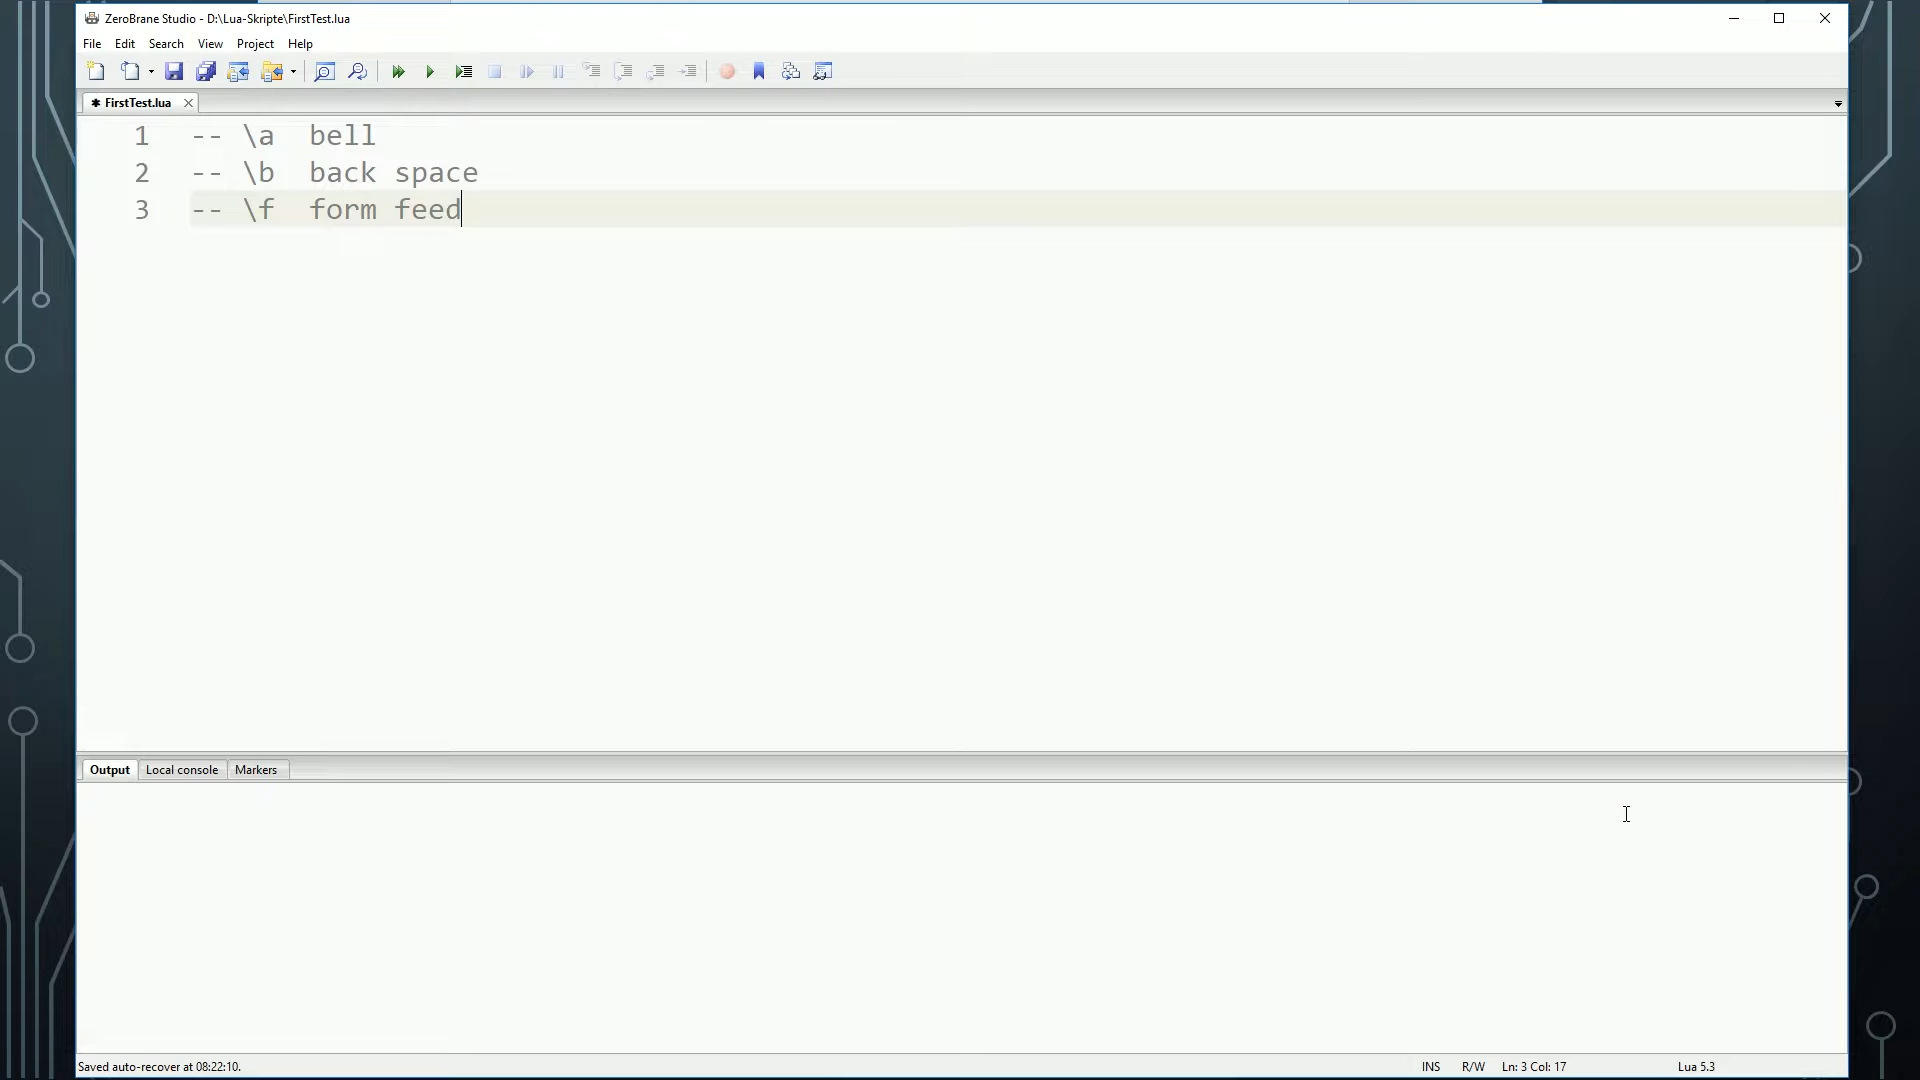 ZeroBrane Studio - D:\Lua-Skripte\FirstTest.lua
File Edit Search View Project Help
✱ FirstTest.lua
1 -- \a  bell
2 -- \b  back space
3 -- \f  form feed
Output Local console Markers
Saved auto-recover at 08:22:10. INS R/W Ln: 3 Col: 17 Lua 5.3